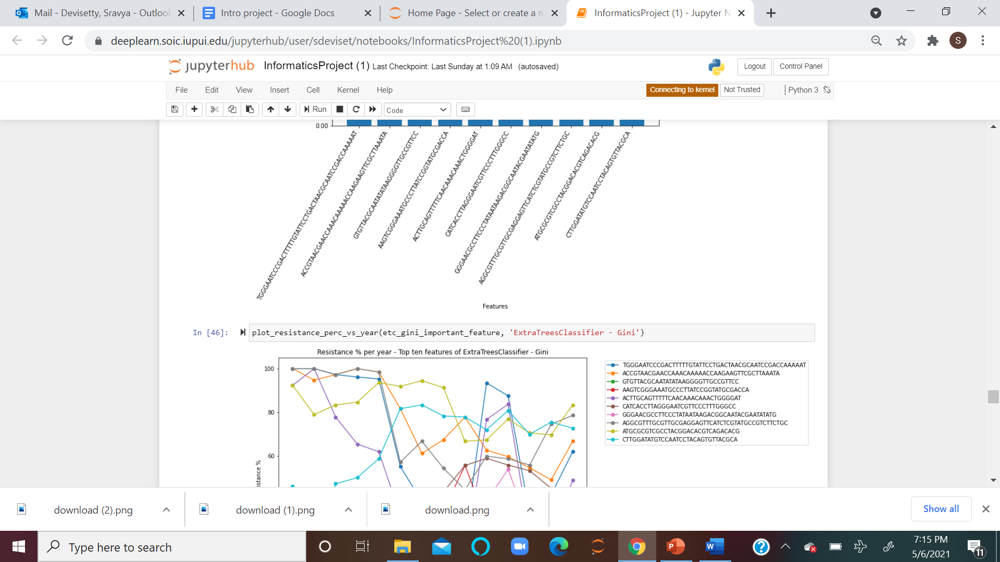 Mail - Devisetty, Sravya - Outlook
Intro project - Google Docs
Home Page - Select or create a n
InformaticsProject (1) - Jupyter N
deeplearn.soic.iupui.edu/jupyterhub/user/sdeviset/notebooks/InformaticsProject%20(1).ipynb
S
jupyterhub InformaticsProject (1) Last Checkpoint: Last Sunday at 1:09 AM (autosaved)
Logout
Control Panel
File Edit View Insert Cell Kernel Help
Connecting to kernel
Not Trusted
Python 3
Run
Code
0.00
TGGGAATCCCGACTTTTTGTATTCCTGACTAACGCAATCCGACCAAAAAT
ACCGTAACGAACCAAACAAAAACCAAGAAGTTCGCTTAAATA
GTGTTACGCAATATATAAGGGGTTGCCGTTCC
AAGTCGGGAAATGCCCTTATCCGGTATGCGACCA
ACTTGCAGTTTTTCAACAAACAAACTGGGGAT
CATCACCTTAGGGAATCGTTCCCTTTGGGCC
GGGAACGCCTTCCCTATAATAAGACGGCAATACGAATATATG
AGGCGTTTGCGTTGCGAGGAGTTCATCTCGTATGCCGTCTTCTGC
ATGCGCGTCGCCTACGGACACGTCAGACACG
CTTGGATATGTCCAATCCTACAGTGTTACGCA
Features
In [46]:
plot_resistance_perc_vs_year(etc_gini_important_feature, 'ExtraTreesClassifier - Gini')
Resistance % per year - Top ten features of ExtraTreesClassifier - Gini
100
80
60
istance %
TGGGAATCCCGACTTTTTGTATTCCTGACTAACGCAATCCGACCAAAAAT
ACCGTAACGAACCAAACAAAAACCAAGAAGTTCGCTTAAATA
GTGTTACGCAATATATAAGGGGTTGCCGTTCC
AAGTCGGGAAATGCCCTTATCCGGTATGCGACCA
ACTTGCAGTTTTTCAACAAACAAACTGGGGAT
CATCACCTTAGGGAATCGTTCCCTTTGGGCC
GGGAACGCCTTCCCTATAATAAGACGGCAATACGAATATATG
AGGCGTTTGCGTTGCGAGGAGTTCATCTCGTATGCCGTCTTCTGC
ATGCGCGTCGCCTACGGACACGTCAGACACG
CTTGGATATGTCCAATCCTACAGTGTTACGCA
download (2).png
download (1).png
download.png
Show all
Type here to search
7:15 PM
5/6/2021
11